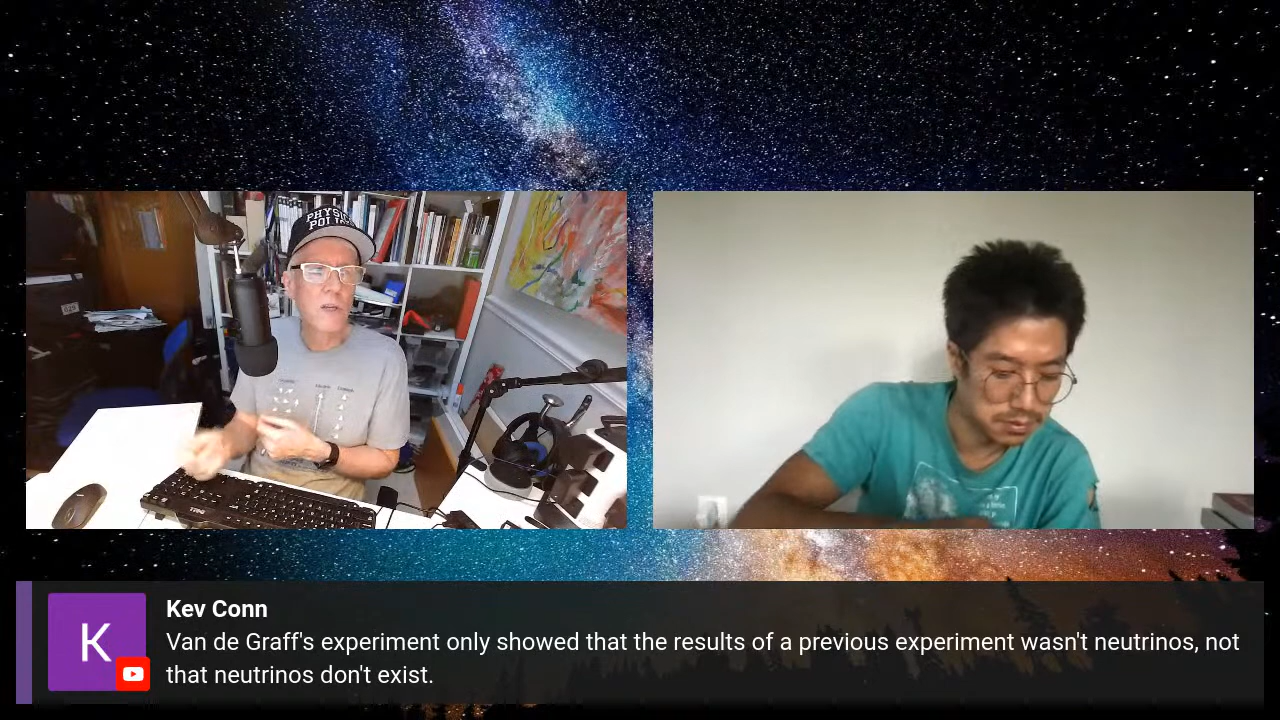 PHYSICS
Kev Conn
K
Van de Graff's experiment only showed that the results of a previous experiment wasn't neutrinos, not
that neutrinos don't exist.